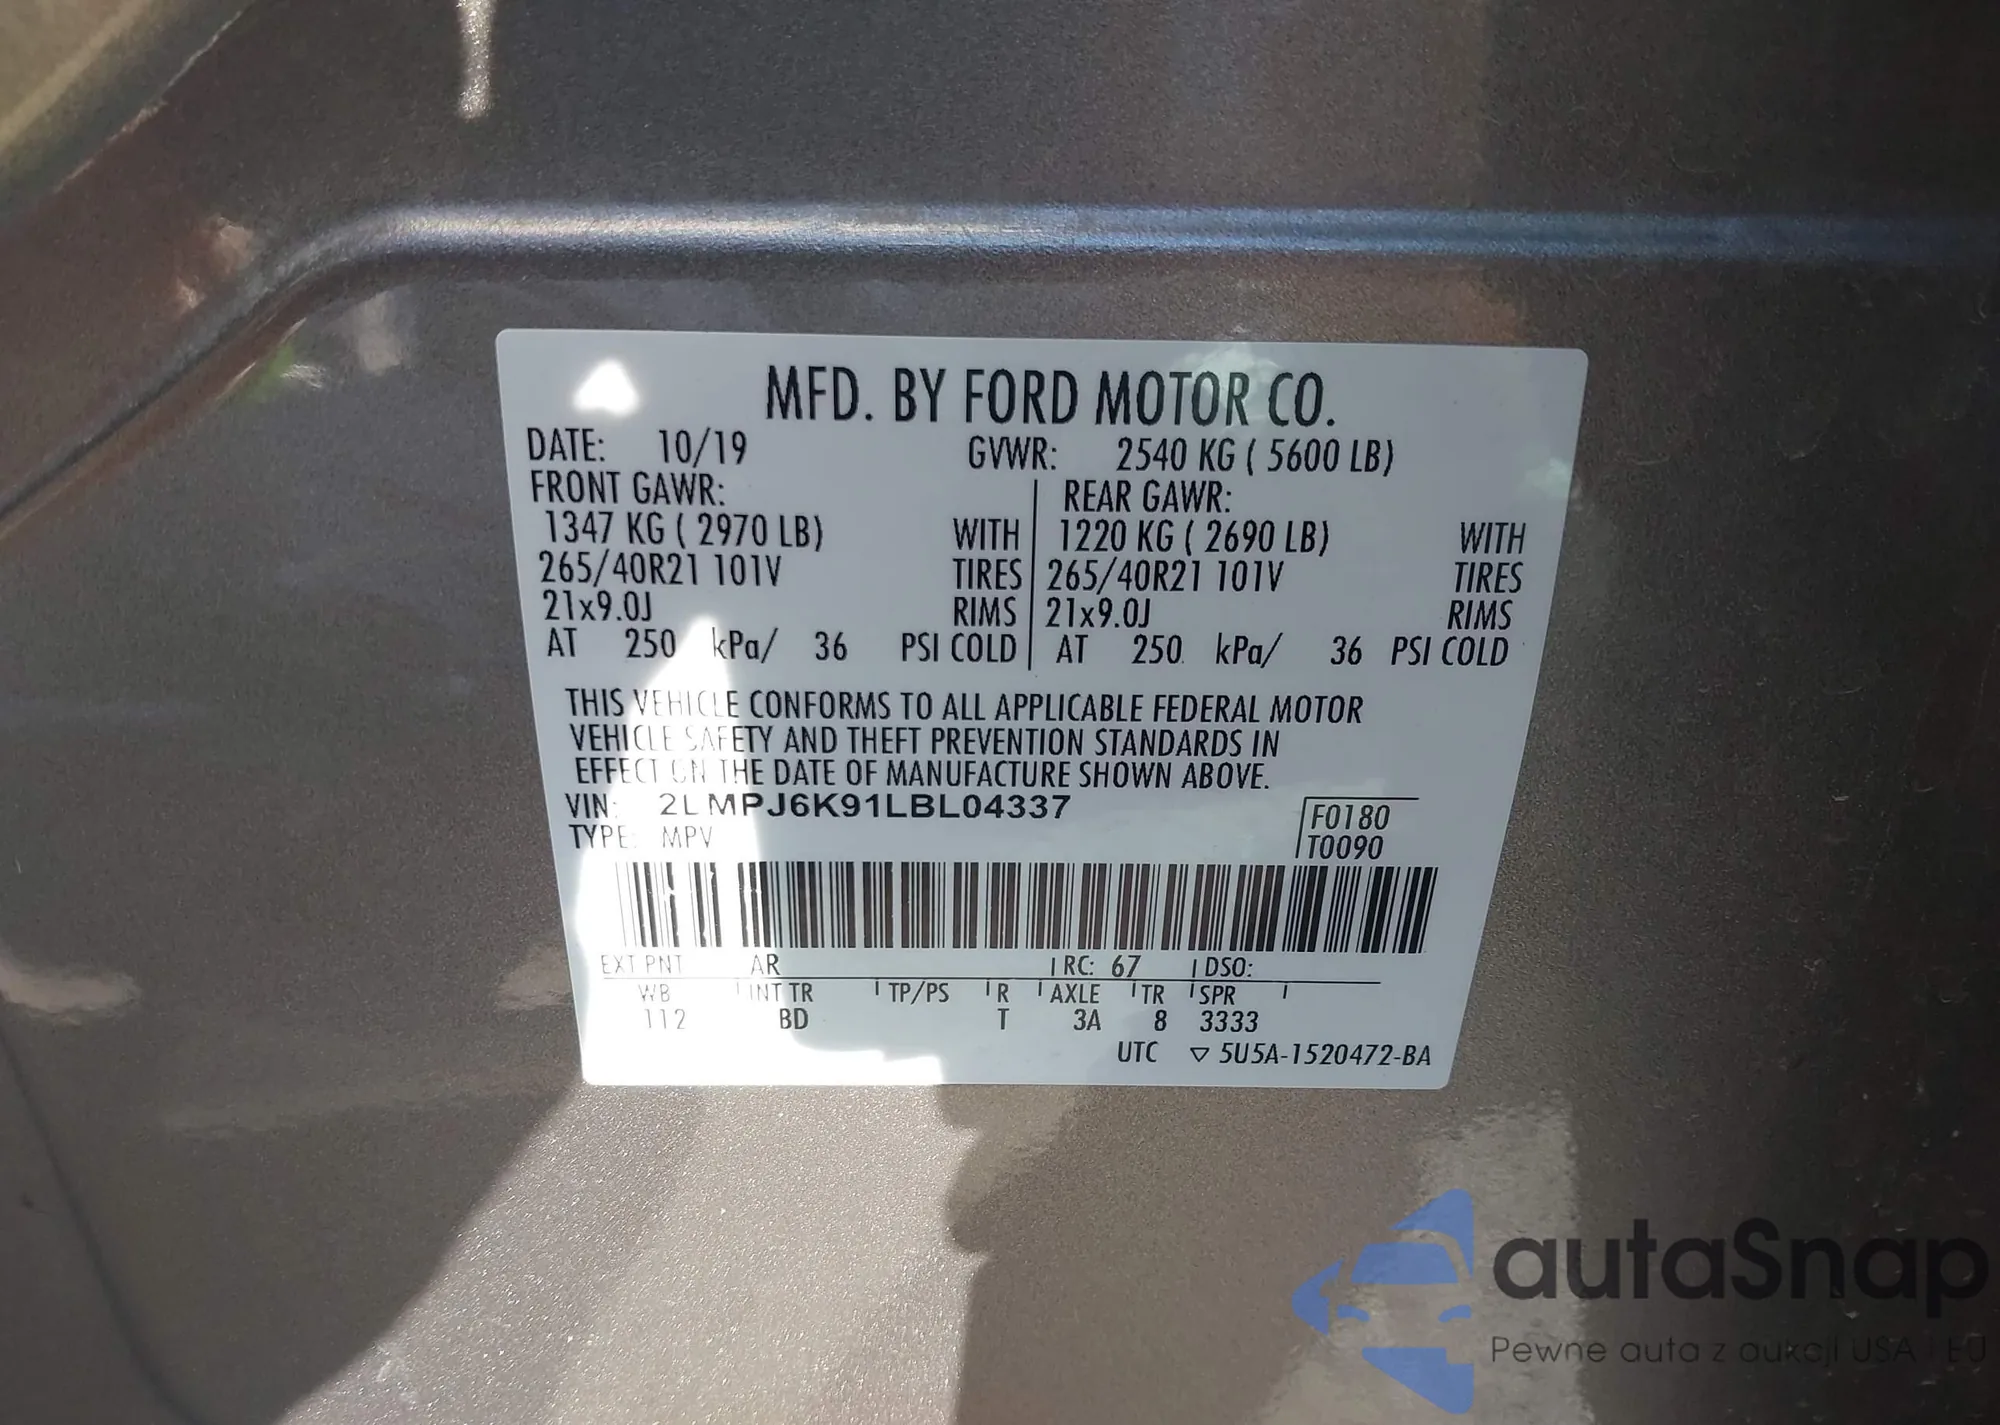 MFD. BY FORD MOTOR CO.
DATE: 10/19 GVWR: 2540 KG ( 5600 LB)
FRONT GAWR: REAR GAWR:
1347 KG ( 2970 LB) WITH 1220 KG ( 2690 LB) WITH
265/40R21 101V TIRES 265/40R21 101V TIRES
21x9.0J RIMS 21x9.0J RIMS
AT 250 kPa/ 36 PSI COLD AT 250 kPa/ 36 PSI COLD
THIS VEHICLE CONFORMS TO ALL APPLICABLE FEDERAL MOTOR
VEHICLE SAFETY AND THEFT PREVENTION STANDARDS IN
EFFECT ON THE DATE OF MANUFACTURE SHOWN ABOVE.
VIN: 2LMPJ6K91LBL04337 F0180
TYPE: MPV T0090
EXT PNT AR RC: 67 DSO:
WB INT TR TP/PS R AXLE TR SPR
112 BD T 3A 8 3333
UTC ▽ 5U5A-1520472-BA
autaSnap
Pewne auta z aukcji USA i EU